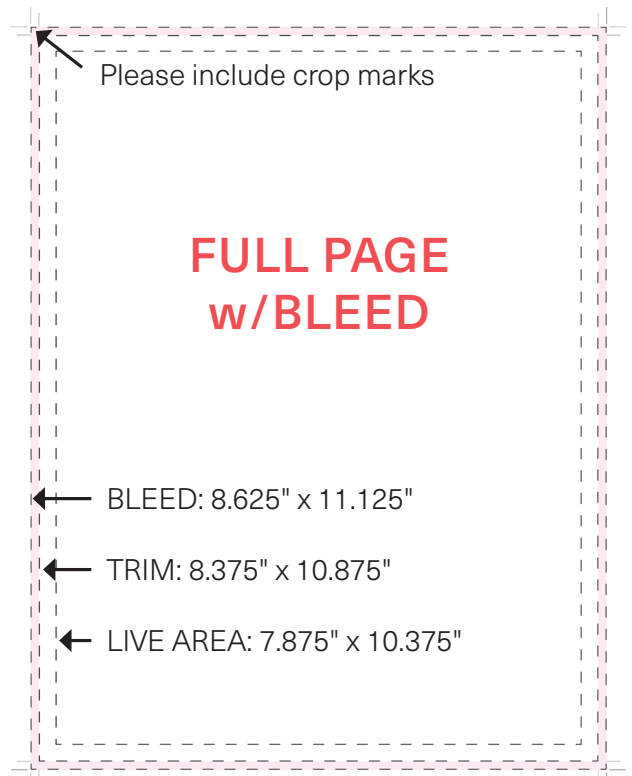 Please include crop marks
FULL PAGE
w/BLEED
BLEED: 8.625" x 11.125"
TRIM: 8.375" x 10.875"
LIVE AREA: 7.875" x 10.375"